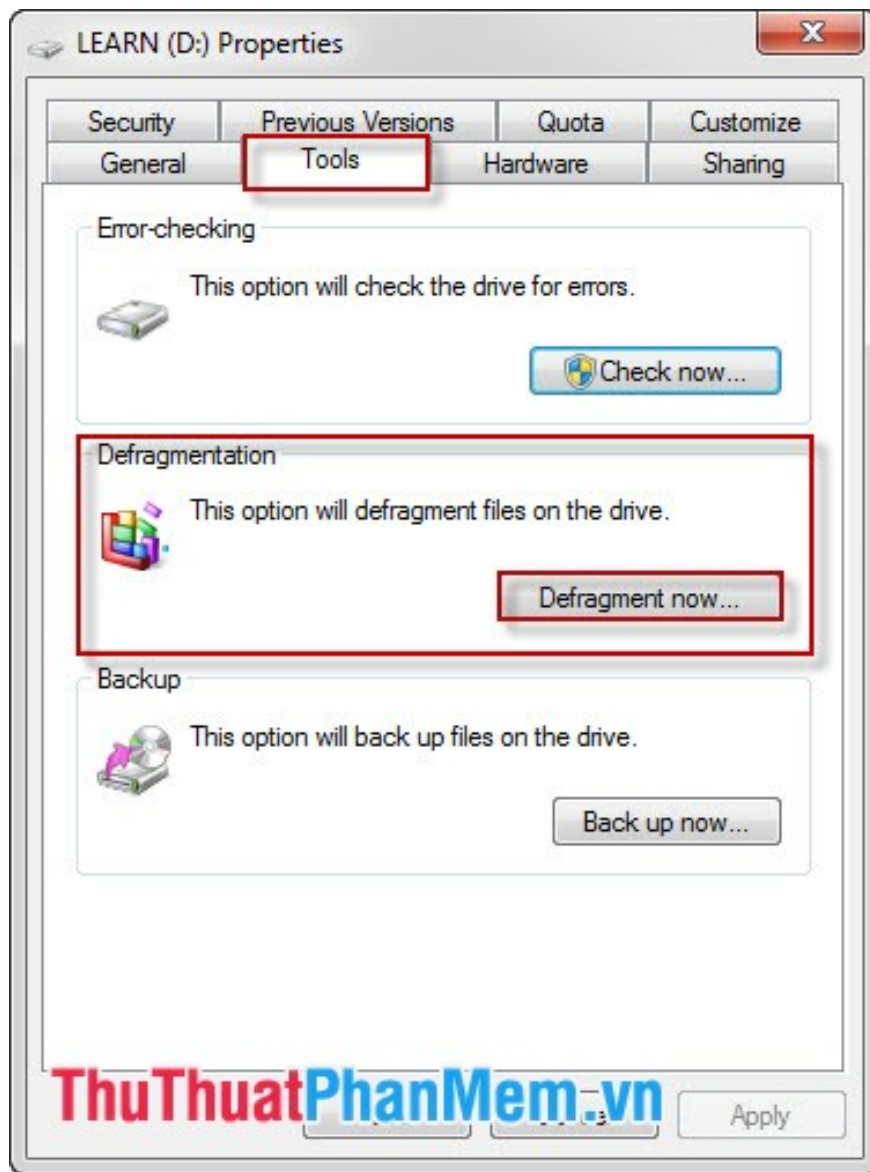 LEARN (D:) Properties
Security Previous Versions Quota Customize
General Tools Hardware Sharing
Error-checking
This option will check the drive for errors.
Check now...
Defragmentation
This option will defragment files on the drive.
Defragment now...
Backup
This option will back up files on the drive.
Back up now...
ThuThuatPhanMem.vn
Apply